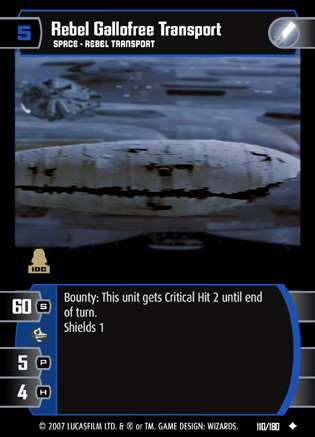 5 Rebel Gallofree Transport
SPACE - REBEL TRANSPORT
IDC
60 S
Bounty: This unit gets Critical Hit 2 until end
of turn.
Shields 1
5 P
4 H
© 2007 LUCASFILM LTD. & ® or TM. GAME DESIGN: WIZARDS. 110/180